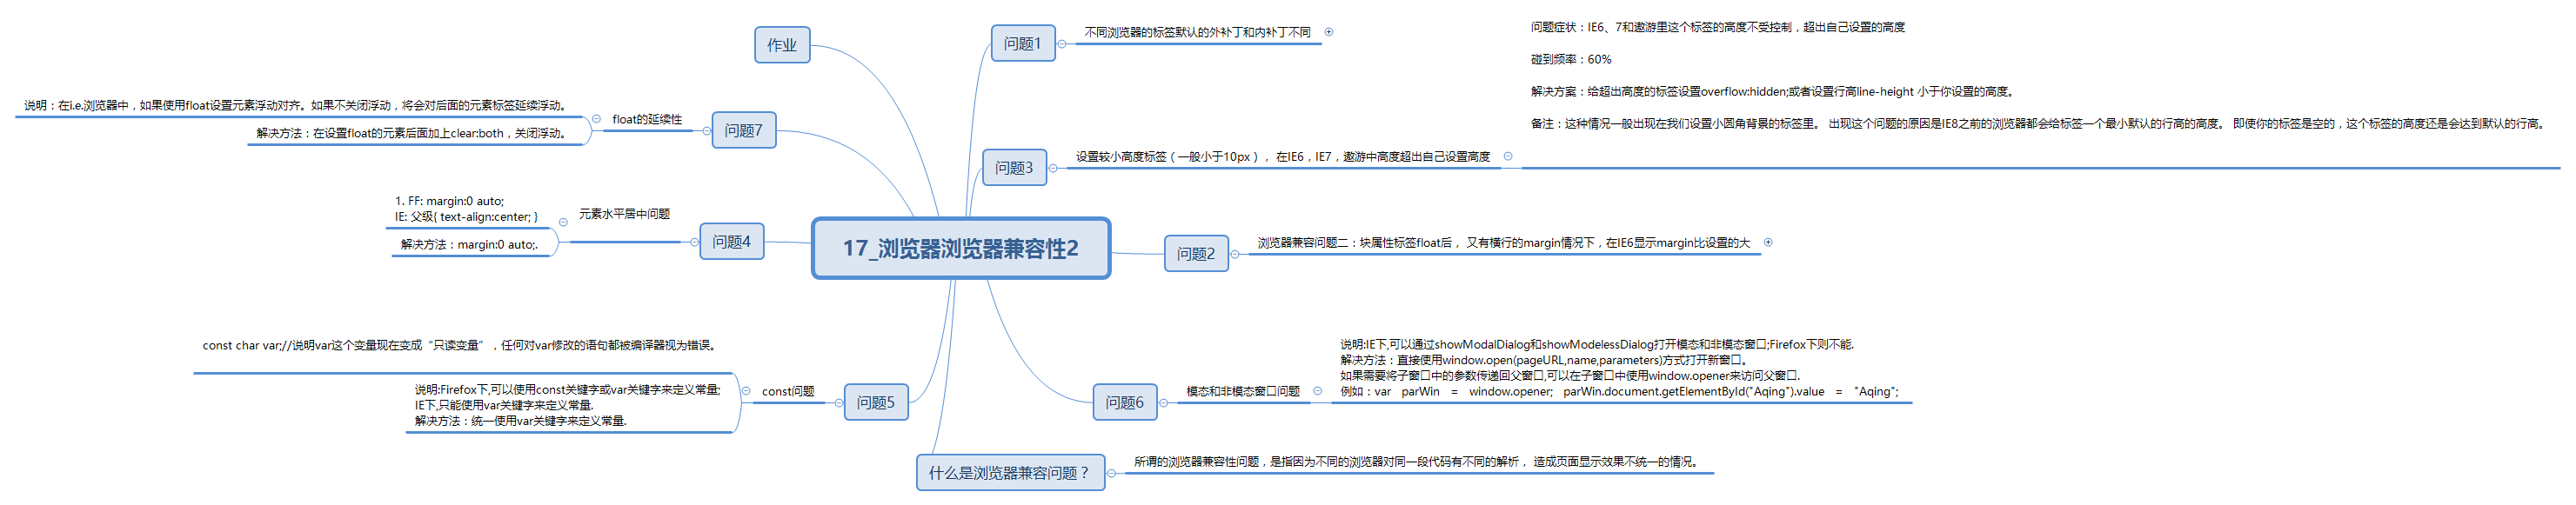 17_浏览器浏览器兼容性2
问题1
不同浏览器的标签默认的外补丁和内补丁不同
问题3
设置较小高度标签（一般小于10px），在IE6，IE7，遨游中高度超出自己设置高度
问题症状：IE6、7和遨游里这个标签的高度不受控制，超出自己设置的高度
碰到频率：60%
解决方案：给超出高度的标签设置overflow:hidden;或者设置行高line-height 小于你设置的高度。
备注：这种情况一般出现在我们设置小圆角背景的标签里。 出现这个问题的原因是IE8之前的浏览器都会给标签一个最小默认的行高的高度。 即使你的标签是空的，这个标签的高度还是会达到默认的行高。
问题2
浏览器兼容问题二：块属性标签float后， 又有横行的margin情况下，在IE6显示margin比设置的大
问题6
模态和非模态窗口问题
说明:IE下,可以通过showModalDialog和showModelessDialog打开模态和非模态窗口;Firefox下则不能.
解决方法：直接使用window.open(pageURL,name,parameters)方式打开新窗口。
如果需要将子窗口中的参数传递回父窗口,可以在子窗口中使用window.opener来访问父窗口.
例如：var parWin = window.opener; parWin.document.getElementById("Aqing").value = "Aqing";
什么是浏览器兼容问题？
所谓的浏览器兼容性问题，是指因为不同的浏览器对同一段代码有不同的解析， 造成页面显示效果不统一的情况。
作业
问题7
float的延续性
说明：在i.e.浏览器中，如果使用float设置元素浮动对齐。如果不关闭浮动，将会对后面的元素标签延续浮动。
解决方法：在设置float的元素后面加上clear:both，关闭浮动。
问题4
元素水平居中问题
1. FF: margin:0 auto;
IE: 父级{ text-align:center; }
解决方法：margin:0 auto;.
问题5
const问题
const char var;//说明var这个变量现在变成“只读变量”，任何对var修改的语句都被编译器视为错误。
说明:Firefox下,可以使用const关键字或var关键字来定义常量;
IE下,只能使用var关键字来定义常量.
解决方法：统一使用var关键字来定义常量.